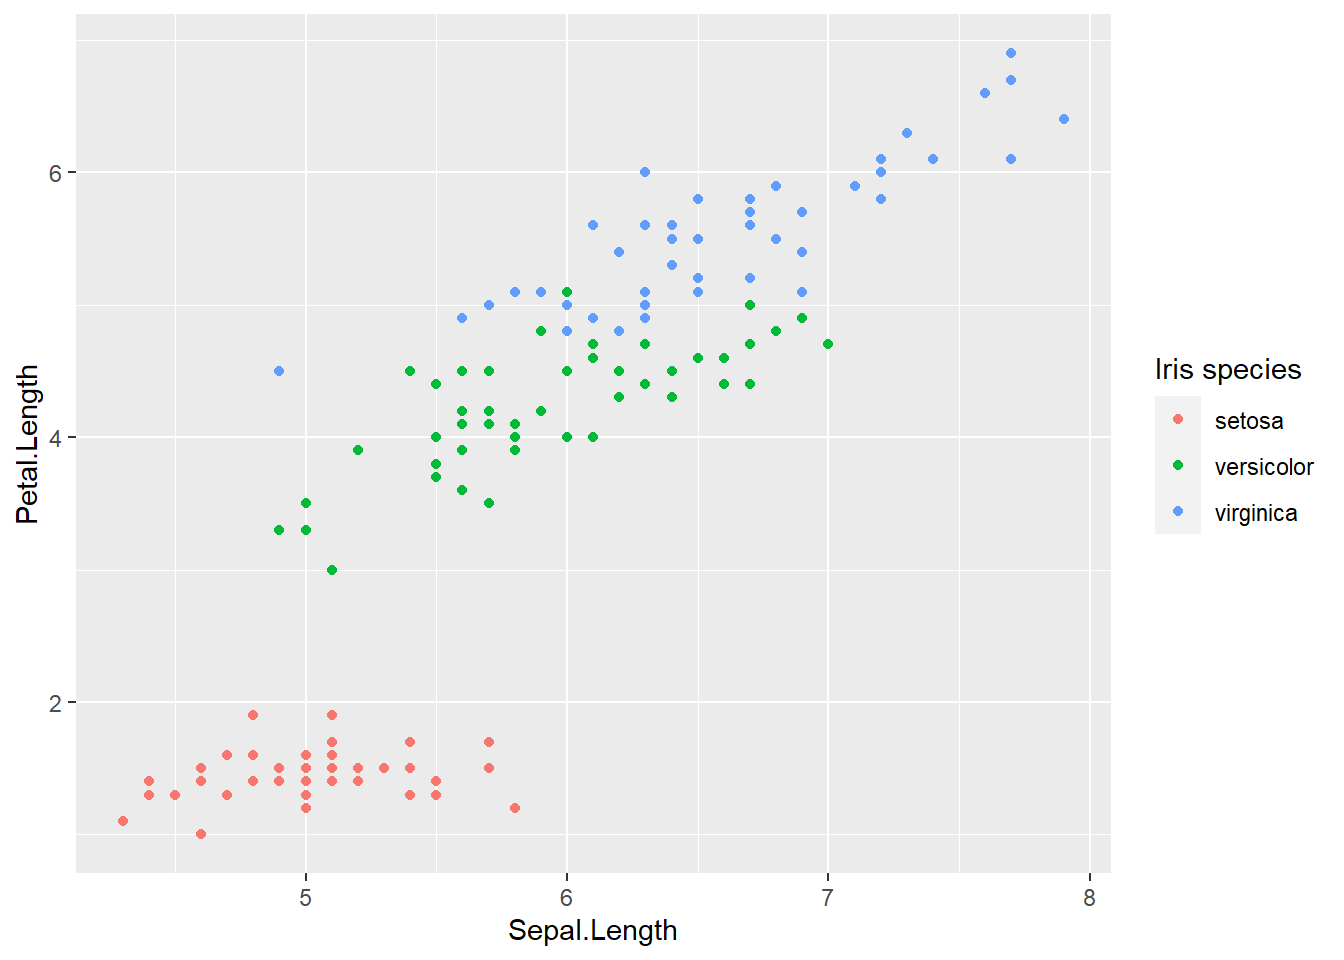 6
4
2
Petal.Length
5
6
7
8
Sepal.Length
Iris species
setosa
versicolor
virginica